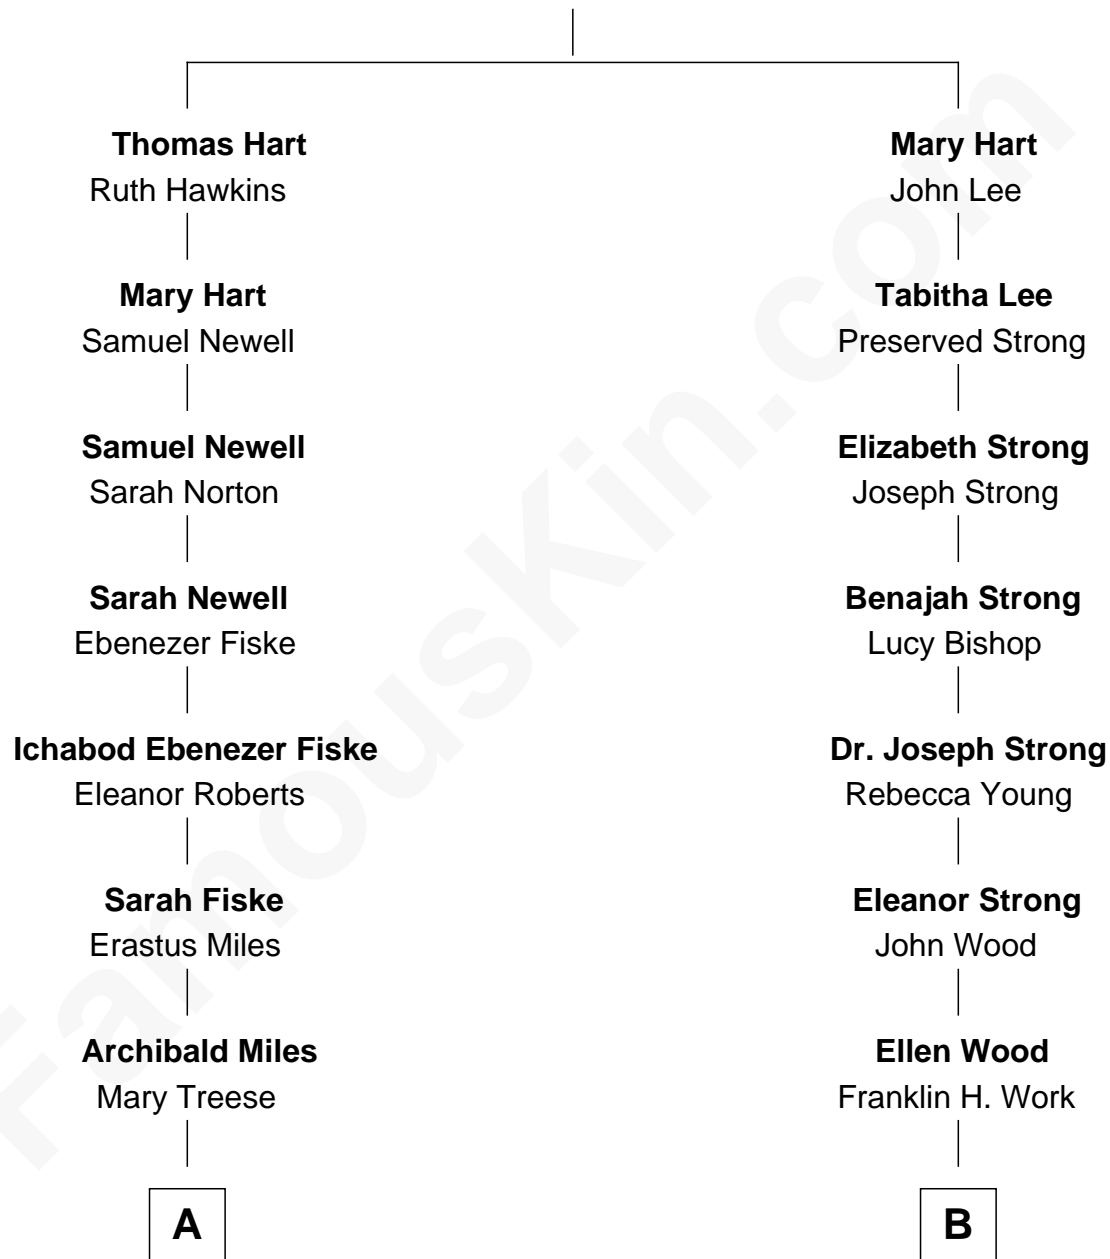 Thomas Hart
Ruth Hawkins
Mary Hart
John Lee
Mary Hart
Samuel Newell
Tabitha Lee
Preserved Strong
Samuel Newell
Sarah Norton
Elizabeth Strong
Joseph Strong
Sarah Newell
Ebenezer Fiske
Benajah Strong
Lucy Bishop
Ichabod Ebenezer Fiske
Eleanor Roberts
Dr. Joseph Strong
Rebecca Young
Sarah Fiske
Erastus Miles
Eleanor Strong
John Wood
Archibald Miles
Mary Treese
Ellen Wood
Franklin H. Work
A
B
FamousKin.com